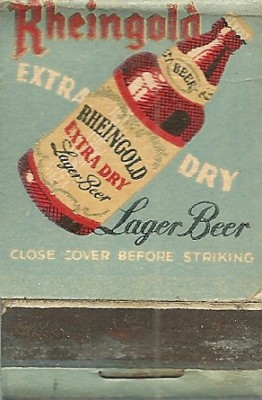 Rheingold
EXTRA
BEER
RHEINGOLD
EXTRA DRY
Lager Beer
DRY
Lager Beer
CLOSE COVER BEFORE STRIKING